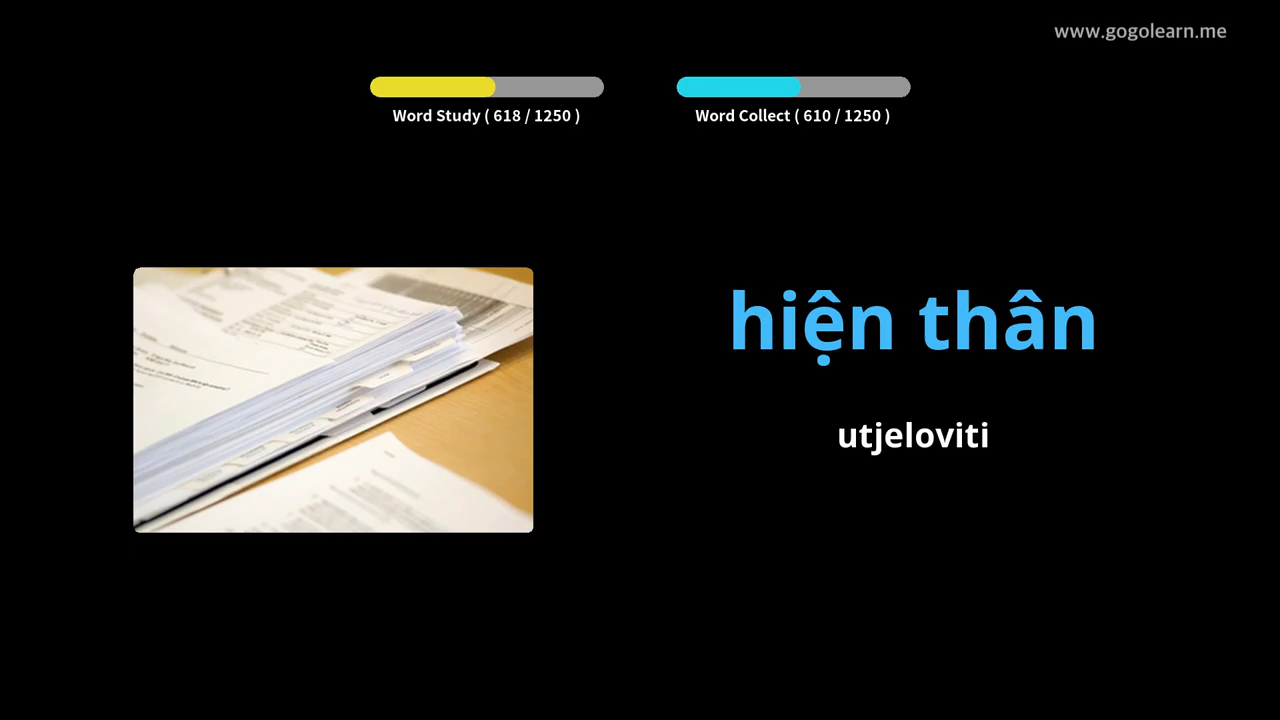 www.gogolearn.me
Word Study ( 618 / 1250 )
Word Collect ( 610 / 1250 )
hiện thân
utjeloviti